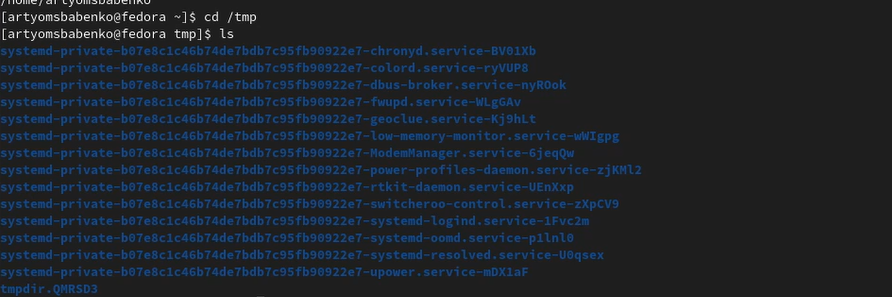 /home/artyomsbabenko
[artyomsbabenko@fedora ~]$ cd /tmp
[artyomsbabenko@fedora tmp]$ ls
systemd-private-b07e8c1c46b74de7bdb7c95fb90922e7-chronyd.service-BV01Xb
systemd-private-b07e8c1c46b74de7bdb7c95fb90922e7-colord.service-ryVUP8
systemd-private-b07e8c1c46b74de7bdb7c95fb90922e7-dbus-broker.service-nyROok
systemd-private-b07e8c1c46b74de7bdb7c95fb90922e7-fwupd.service-WLgGAv
systemd-private-b07e8c1c46b74de7bdb7c95fb90922e7-geoclue.service-Kj9hLt
systemd-private-b07e8c1c46b74de7bdb7c95fb90922e7-low-memory-monitor.service-wWIgpg
systemd-private-b07e8c1c46b74de7bdb7c95fb90922e7-ModemManager.service-6jeqQw
systemd-private-b07e8c1c46b74de7bdb7c95fb90922e7-power-profiles-daemon.service-zjKMl2
systemd-private-b07e8c1c46b74de7bdb7c95fb90922e7-rtkit-daemon.service-UEnXxp
systemd-private-b07e8c1c46b74de7bdb7c95fb90922e7-switcheroo-control.service-zXpCV9
systemd-private-b07e8c1c46b74de7bdb7c95fb90922e7-systemd-logind.service-1Fvc2m
systemd-private-b07e8c1c46b74de7bdb7c95fb90922e7-systemd-oomd.service-p1lnl0
systemd-private-b07e8c1c46b74de7bdb7c95fb90922e7-systemd-resolved.service-U0qsex
systemd-private-b07e8c1c46b74de7bdb7c95fb90922e7-upower.service-mDX1aF
tmpdir.QMRSD3